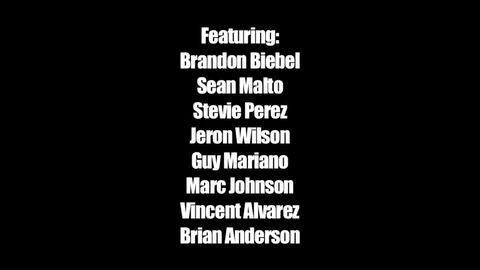 Featuring:
Brandon Biebel
Sean Malto
Stevie Perez
Jeron Wilson
Guy Mariano
Marc Johnson
Vincent Alvarez
Brian Anderson